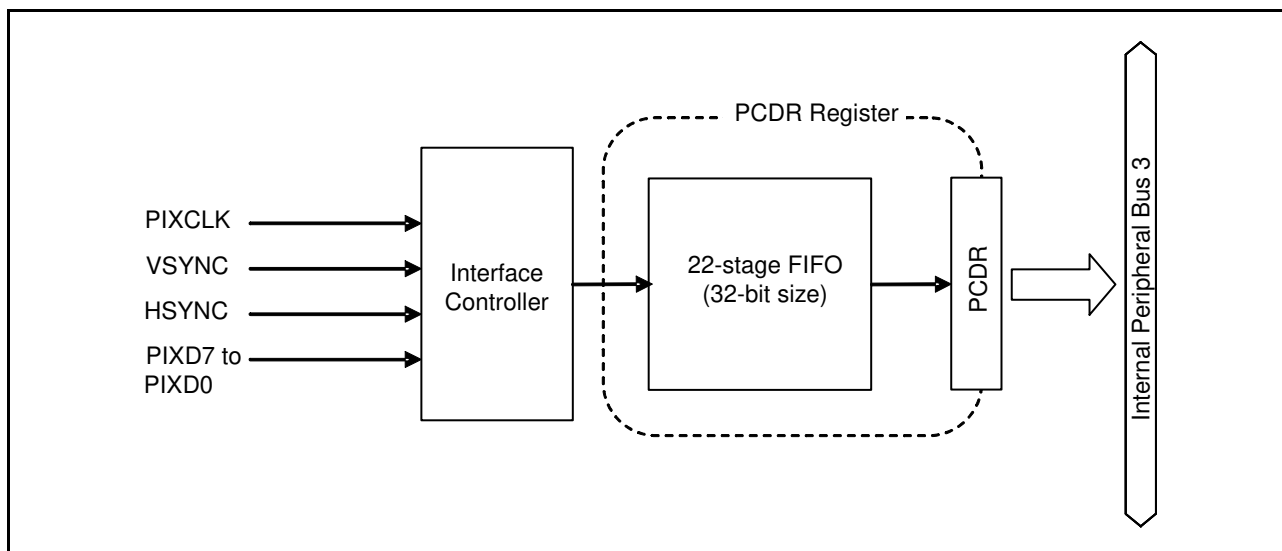 PCDR Register
PIXCLK
VSYNC
HSYNC
PIXD7 to
PIXD0
Interface
Controller
22-stage FIFO
(32-bit size)
PCDR
Internal Peripheral Bus 3